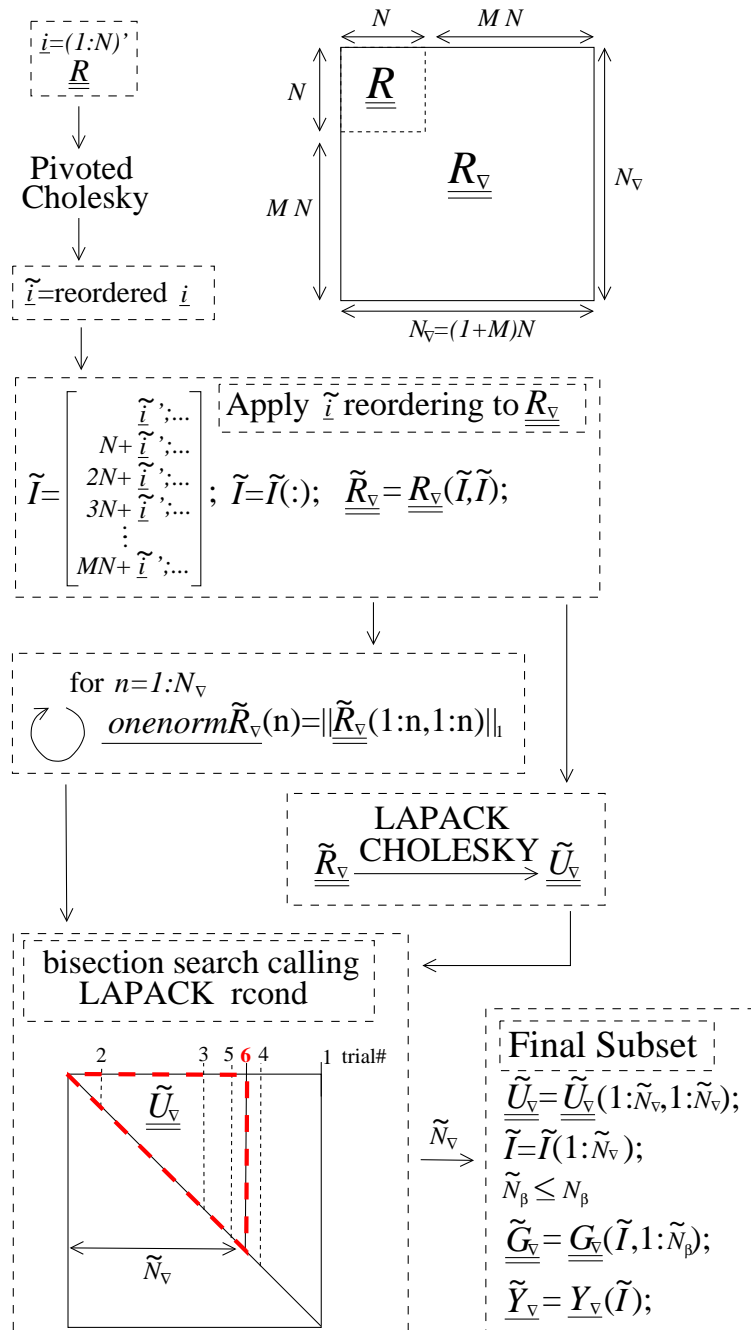 i=(1:N)'
R
Pivoted
Cholesky
ĩ=reordered i
N
M N
N
R
R∇
M N
N∇
N∇=(1+M)N
Apply ĩ reordering to R∇
Ĩ=
ĩ ';...
N+ ĩ ';...
2N+ ĩ ';...
3N+ ĩ ';...
⋮
MN+ ĩ ';...
; Ĩ=Ĩ(:); R̃∇=R∇(Ĩ,Ĩ);
for n=1:N∇
onenormR̃∇(n)=||R̃∇(1:n,1:n)||₁
LAPACK
CHOLESKY
R̃∇ Ũ∇
bisection search calling
LAPACK rcond
2 3 5 6 4 1 trial#
Ũ∇
Ñ∇
Ñ∇
Final Subset
Ũ∇=Ũ∇(1:Ñ∇,1:Ñ∇);
Ĩ=Ĩ(1:Ñ∇);
Ñβ ≤ Nβ
G̃∇=G∇(Ĩ,1:Ñβ);
Ỹ∇=Y∇(Ĩ);